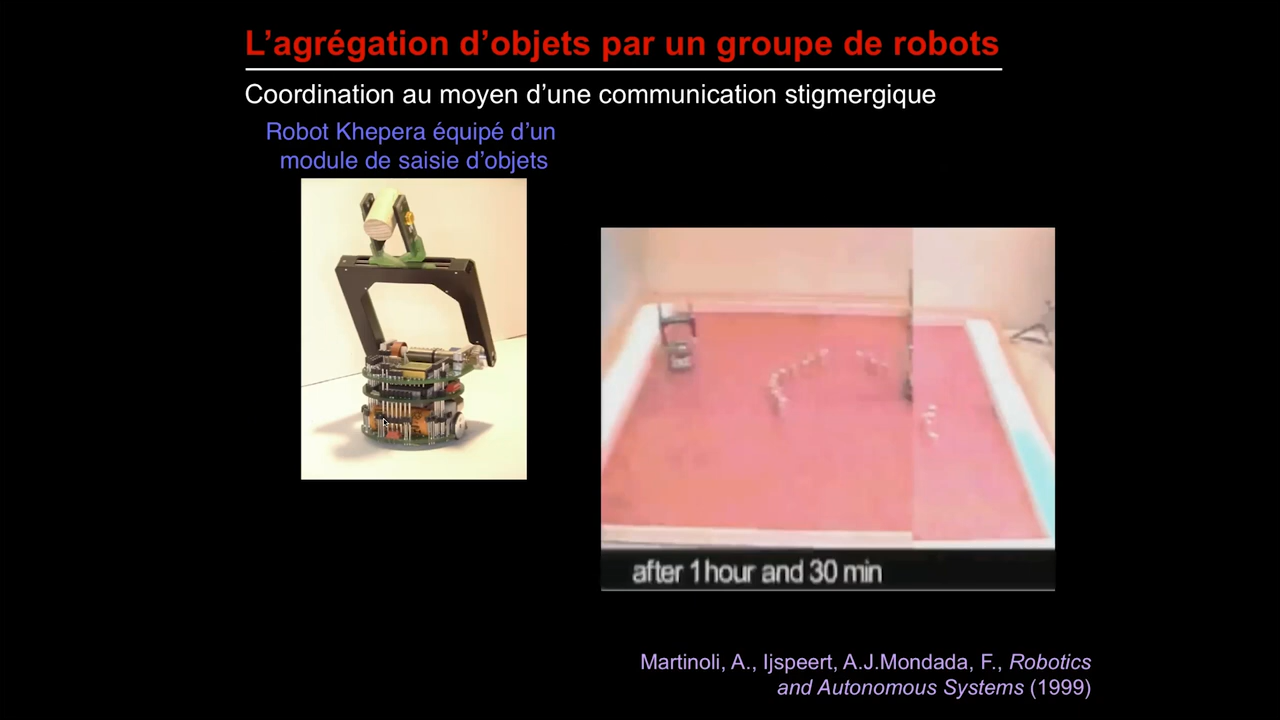 L’agrégation d’objets par un groupe de robots
Coordination au moyen d’une communication stigmergique
Robot Khepera équipé d’un
module de saisie d’objets
after 1 hour and 30 min
Martinoli, A., Ijspeert, A.J.Mondada, F., Robotics
and Autonomous Systems (1999)